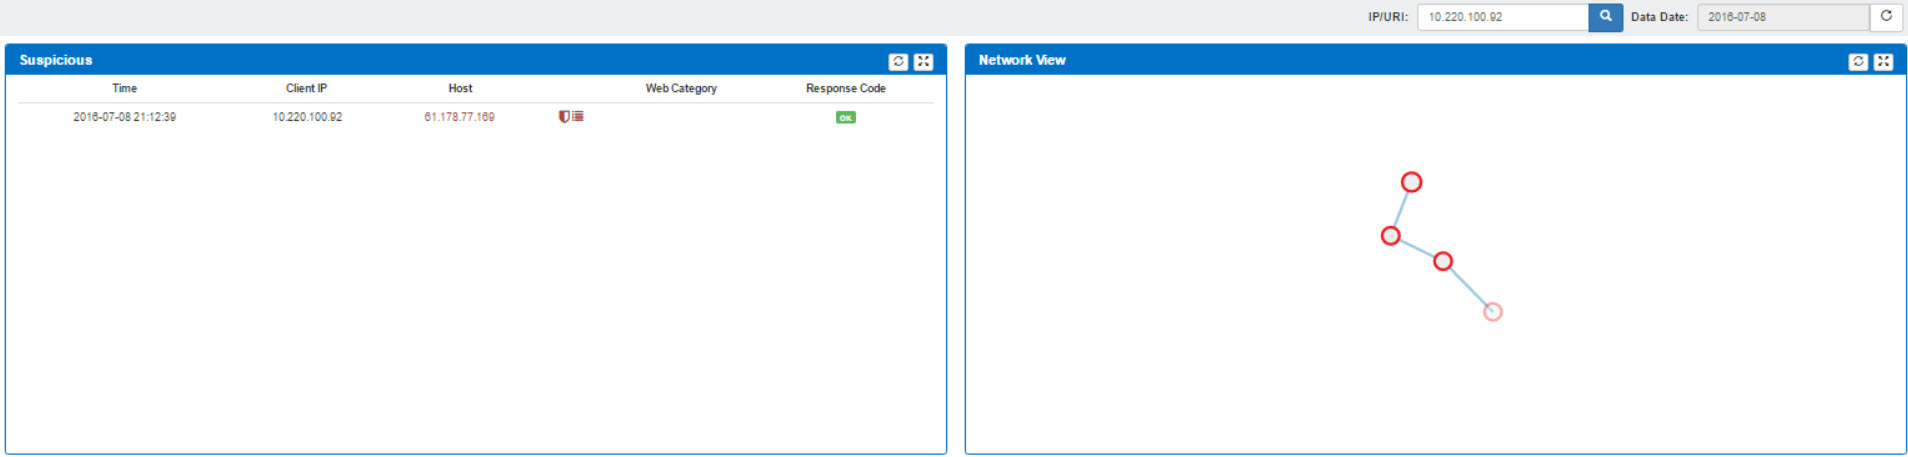 IP/URI: 10.220.100.92 Data Date: 2016-07-08
Suspicious
Time Client IP Host Web Category Response Code
2016-07-08 21:12:39 10.220.100.92 61.178.77.169 OK
Network View